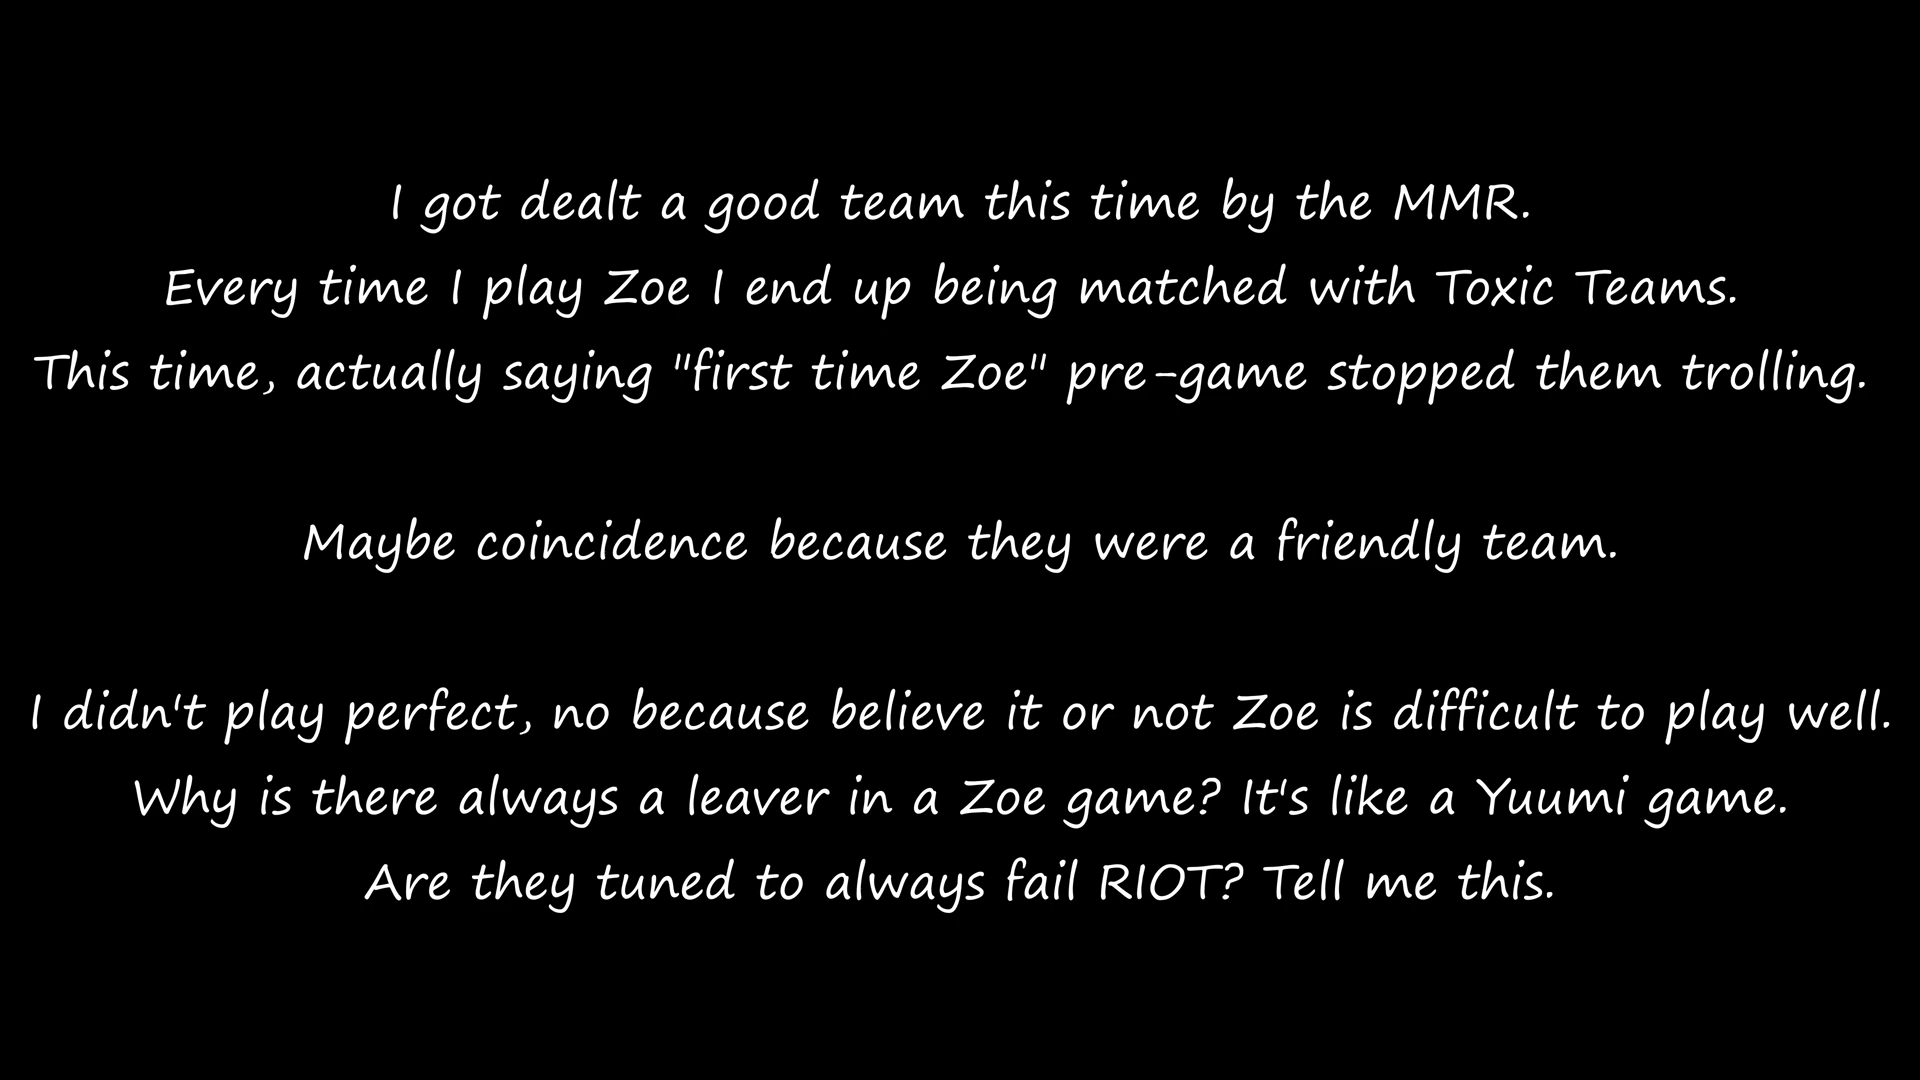 I got dealt a good team this time by the MMR.
Every time I play Zoe I end up being matched with Toxic Teams.
This time, actually saying "first time Zoe" pre-game stopped them trolling.
Maybe coincidence because they were a friendly team.
I didn't play perfect, no because believe it or not Zoe is difficult to play well.
Why is there always a leaver in a Zoe game? It's like a Yuumi game.
Are they tuned to always fail RIOT? Tell me this.